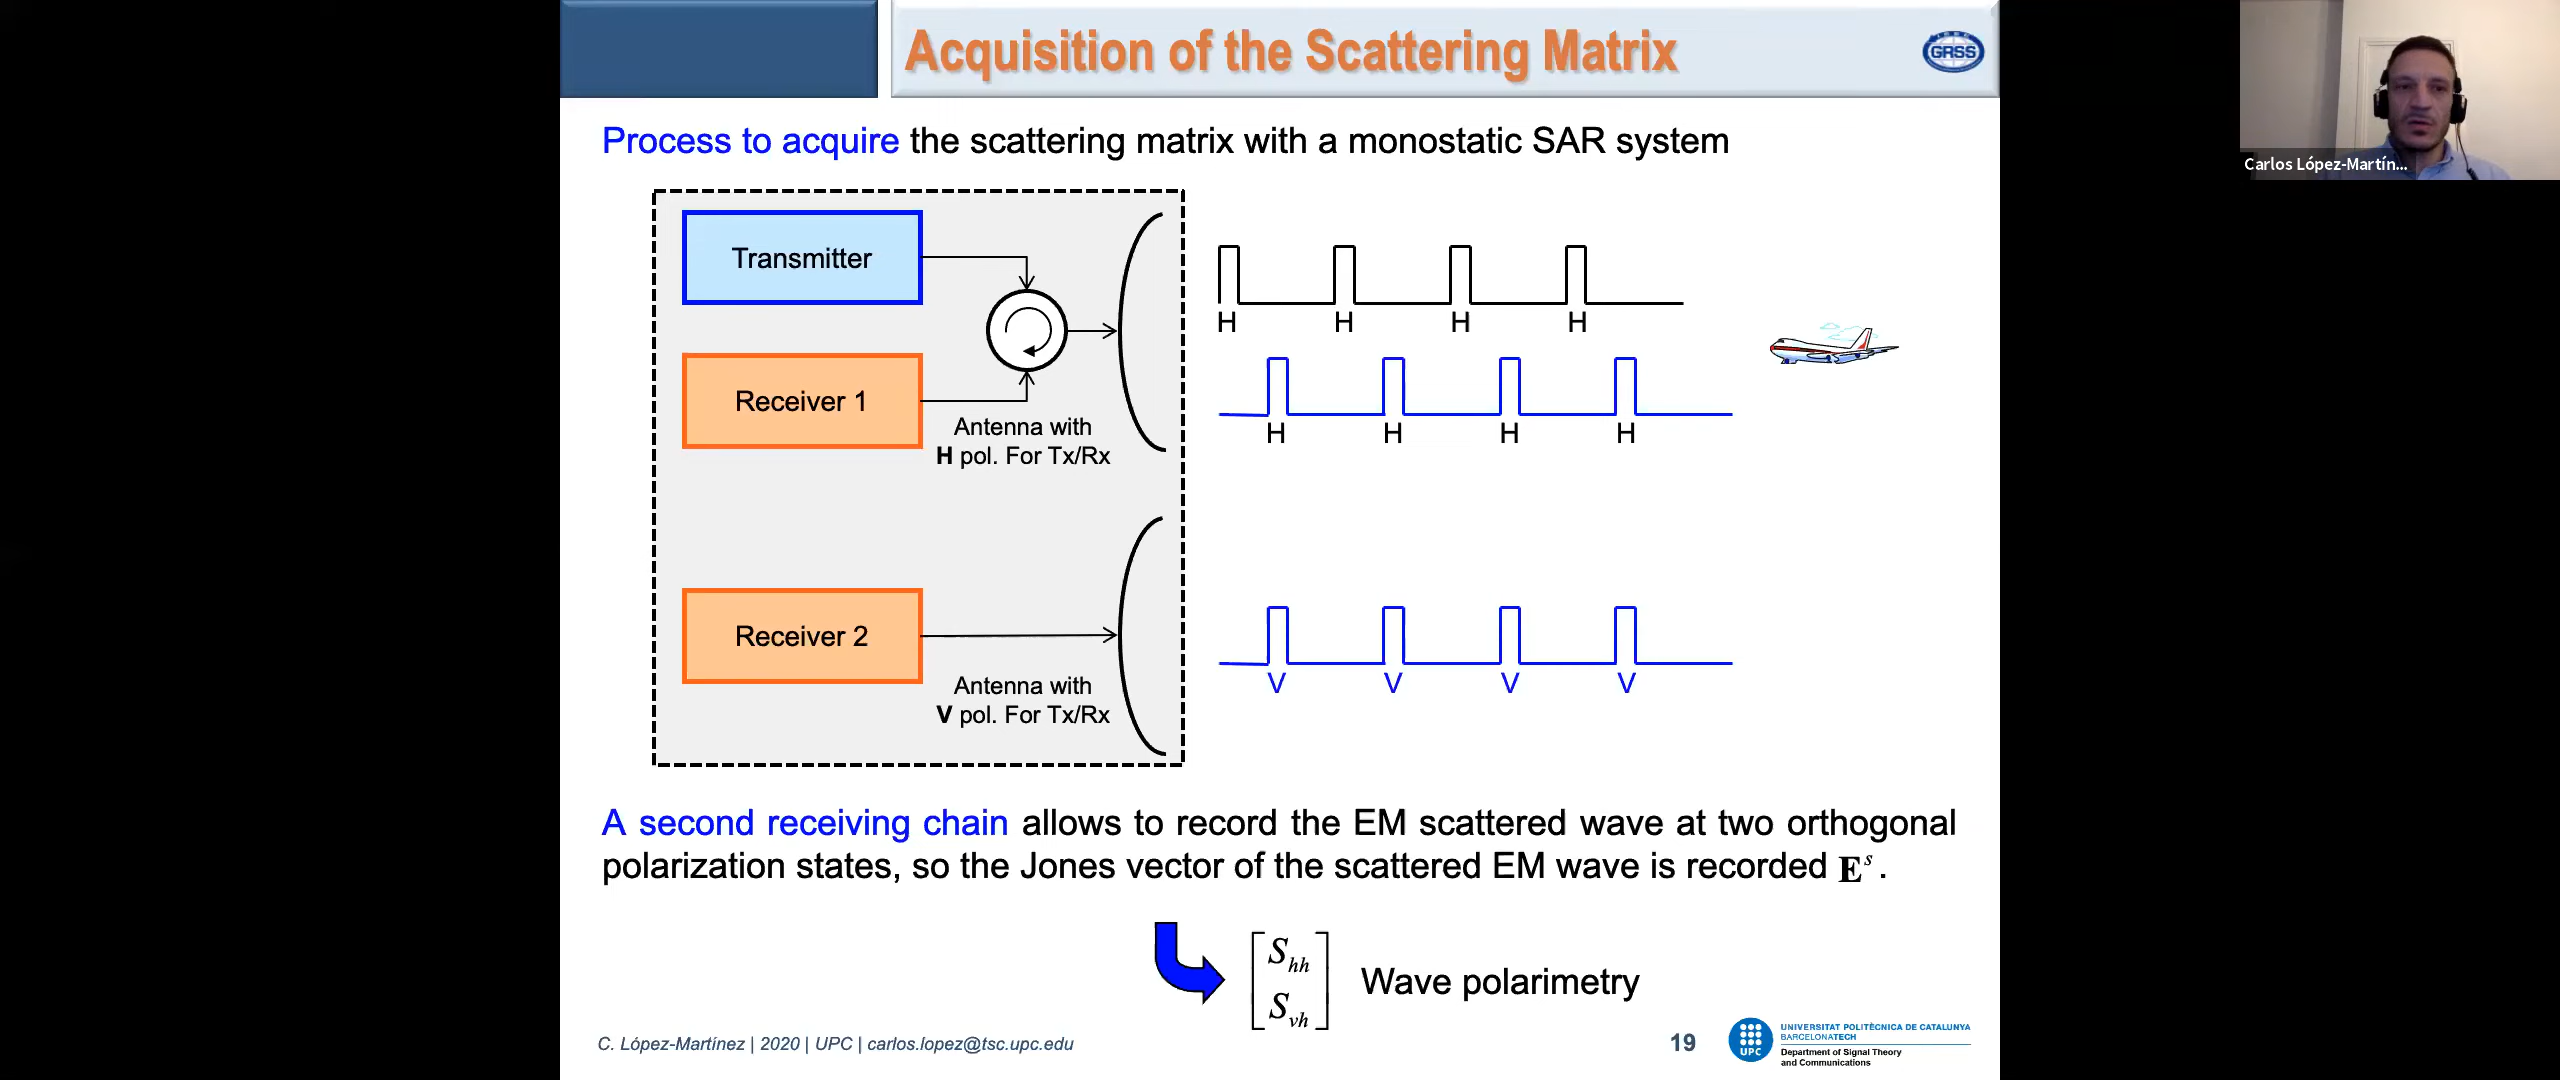 Acquisition of the Scattering Matrix
GRSS
Carlos López-Martín...
Process to acquire the scattering matrix with a monostatic SAR system
Transmitter
H H H H
Receiver 1
Antenna with
H pol. For Tx/Rx
H H H H
Receiver 2
Antenna with
V pol. For Tx/Rx
V V V V
A second receiving chain allows to record the EM scattered wave at two orthogonal
polarization states, so the Jones vector of the scattered EM wave is recorded Eˢ.
S_hh
S_vh
Wave polarimetry
C. López-Martínez | 2020 | UPC | carlos.lopez@tsc.upc.edu
19
UPC
UNIVERSITAT POLITÈCNICA DE CATALUNYA
BARCELONATECH
Department of Signal Theory
and Communications